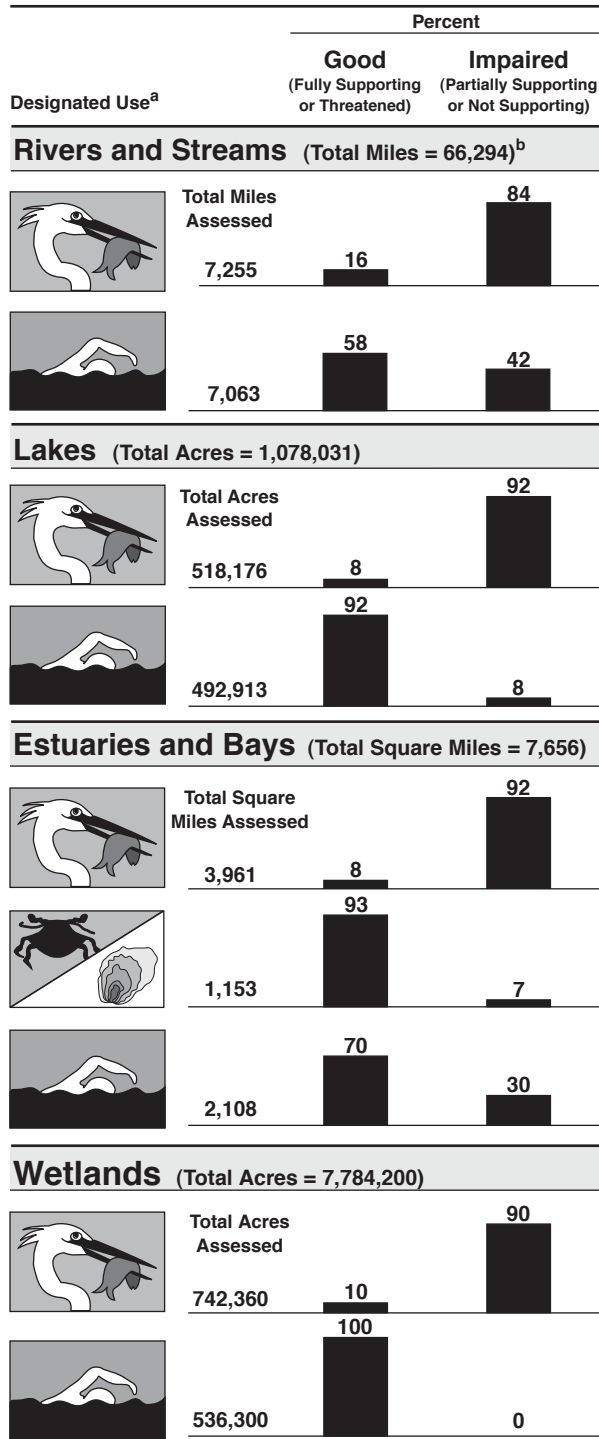 Percent
Good Impaired
(Fully Supporting (Partially Supporting
Designated Useᵃ or Threatened) or Not Supporting)
Rivers and Streams (Total Miles = 66,294)ᵇ
Total Miles
Assessed
84
7,255 16
58
42
7,063
Lakes (Total Acres = 1,078,031)
Total Acres
Assessed
92
518,176 8
92
492,913 8
Estuaries and Bays (Total Square Miles = 7,656)
Total Square
Miles Assessed
92
3,961 8
93
1,153 7
70
30
2,108
Wetlands (Total Acres = 7,784,200)
Total Acres
Assessed
90
742,360 10
100
536,300 0